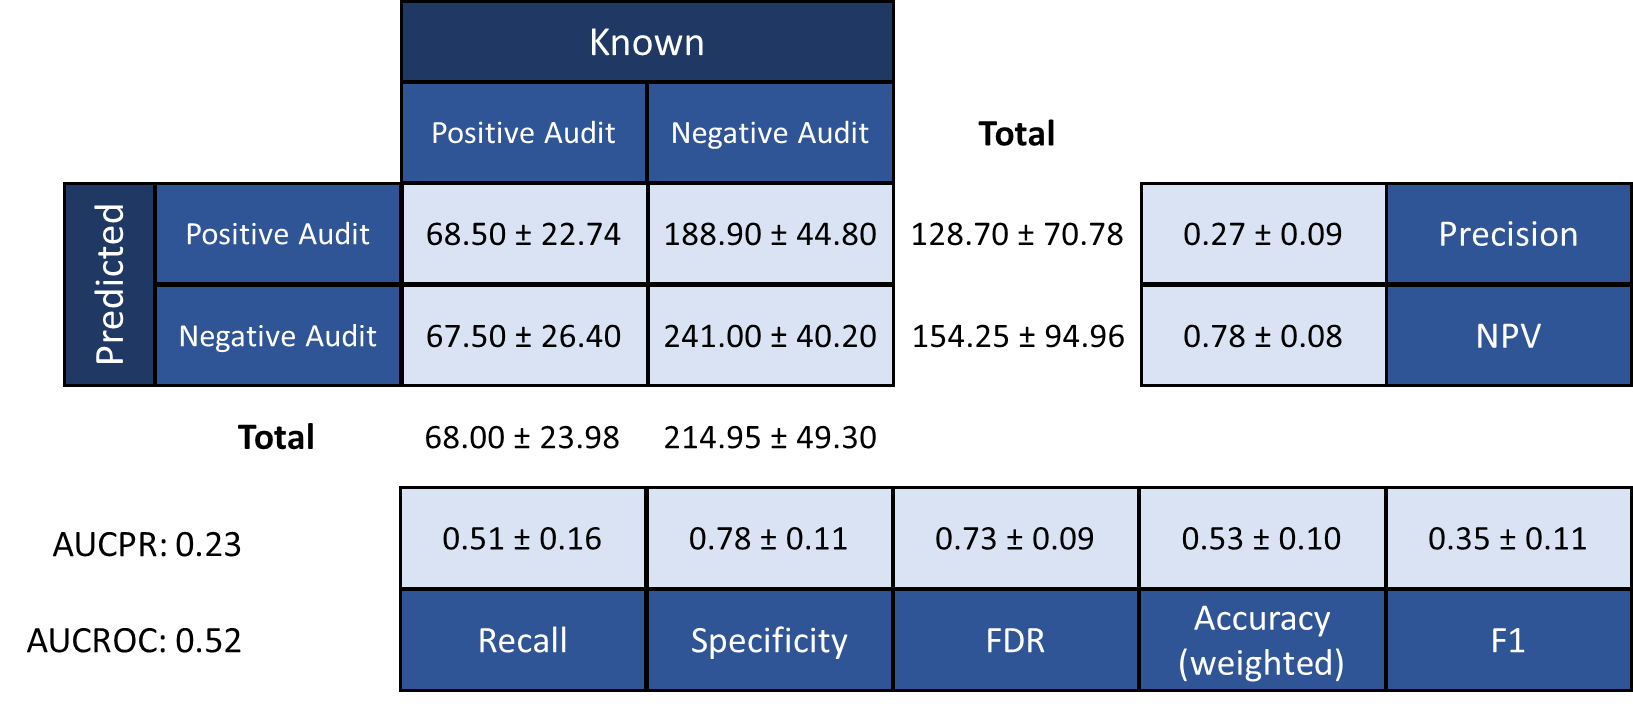 Known
Positive Audit Negative Audit Total
Predicted
Positive Audit 68.50 ± 22.74 188.90 ± 44.80 128.70 ± 70.78 0.27 ± 0.09 Precision
Negative Audit 67.50 ± 26.40 241.00 ± 40.20 154.25 ± 94.96 0.78 ± 0.08 NPV
Total 68.00 ± 23.98 214.95 ± 49.30
AUCPR: 0.23 0.51 ± 0.16 0.78 ± 0.11 0.73 ± 0.09 0.53 ± 0.10 0.35 ± 0.11
AUCROC: 0.52 Recall Specificity FDR Accuracy
(weighted) F1